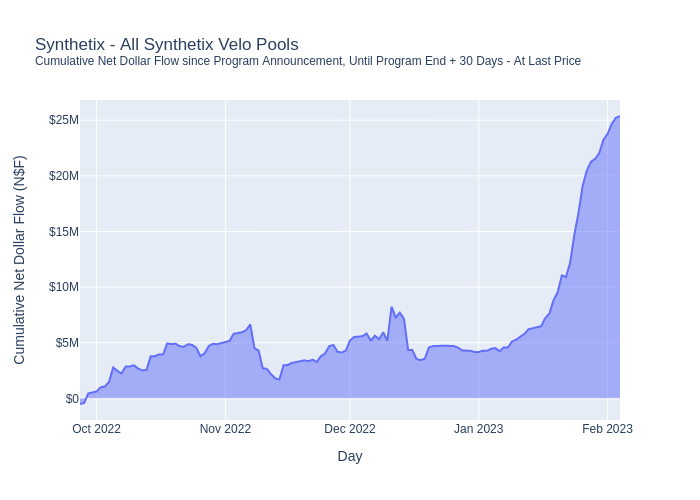 Synthetix - All Synthetix Velo Pools
Cumulative Net Dollar Flow since Program Announcement, Until Program End + 30 Days - At Last Price
Cumulative Net Dollar Flow (N$F)
$25M
$20M
$15M
$10M
$5M
$0
Oct 2022
Nov 2022
Dec 2022
Jan 2023
Feb 2023
Day